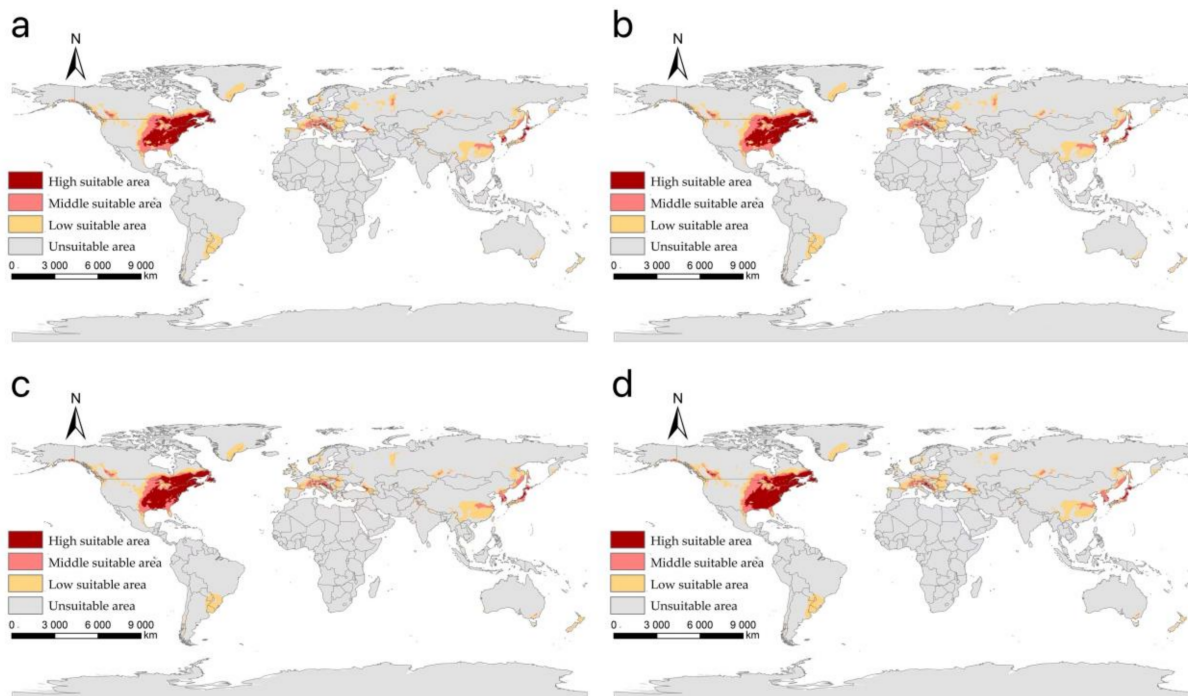 a
N
High suitable area
Middle suitable area
Low suitable area
Unsuitable area
0 3 000 6 000 9 000
km
b
N
High suitable area
Middle suitable area
Low suitable area
Unsuitable area
0 3 000 6 000 9 000
km
c
N
High suitable area
Middle suitable area
Low suitable area
Unsuitable area
0 3 000 6 000 9 000
km
d
N
High suitable area
Middle suitable area
Low suitable area
Unsuitable area
0 3 000 6 000 9 000
km